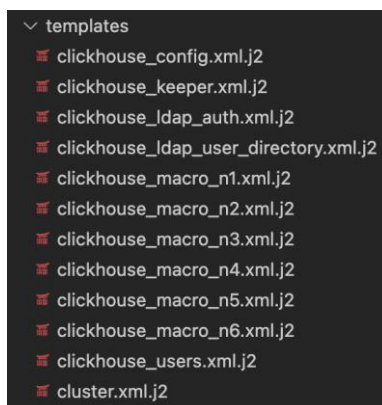 templates
clickhouse_config.xml.j2
clickhouse_keeper.xml.j2
clickhouse_ldap_auth.xml.j2
clickhouse_ldap_user_directory.xml.j2
clickhouse_macro_n1.xml.j2
clickhouse_macro_n2.xml.j2
clickhouse_macro_n3.xml.j2
clickhouse_macro_n4.xml.j2
clickhouse_macro_n5.xml.j2
clickhouse_macro_n6.xml.j2
clickhouse_users.xml.j2
cluster.xml.j2